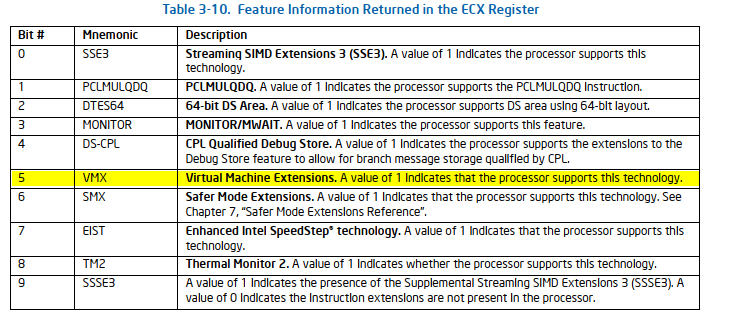 Table 3-10. Feature Information Returned in the ECX Register
Bit # Mnemonic Description
0 SSE3 Streaming SIMD Extensions 3 (SSE3). A value of 1 indicates the processor supports this
technology.
1 PCLMULQDQ PCLMULQDQ. A value of 1 indicates the processor supports the PCLMULQDQ instruction.
2 DTES64 64-bit DS Area. A value of 1 indicates the processor supports DS area using 64-bit layout.
3 MONITOR MONITOR/MWAIT. A value of 1 indicates the processor supports this feature.
4 DS-CPL CPL Qualified Debug Store. A value of 1 indicates the processor supports the extensions to the
Debug Store feature to allow for branch message storage qualified by CPL.
5 VMX Virtual Machine Extensions. A value of 1 indicates that the processor supports this technology.
6 SMX Safer Mode Extensions. A value of 1 indicates that the processor supports this technology. See
Chapter 7, “Safer Mode Extensions Reference”.
7 EIST Enhanced Intel SpeedStep® technology. A value of 1 indicates that the processor supports this
technology.
8 TM2 Thermal Monitor 2. A value of 1 indicates whether the processor supports this technology.
9 SSSE3 A value of 1 indicates the presence of the Supplemental Streaming SIMD Extensions 3 (SSSE3). A
value of 0 indicates the instruction extensions are not present in the processor.